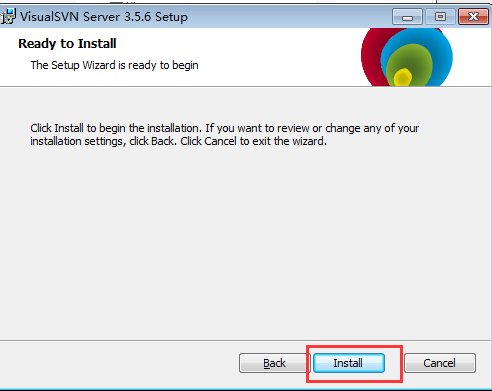 VisualSVN Server 3.5.6 Setup
Ready to Install
The Setup Wizard is ready to begin
Click Install to begin the installation. If you want to review or change any of your
installation settings, click Back. Click Cancel to exit the wizard.
Back Install Cancel